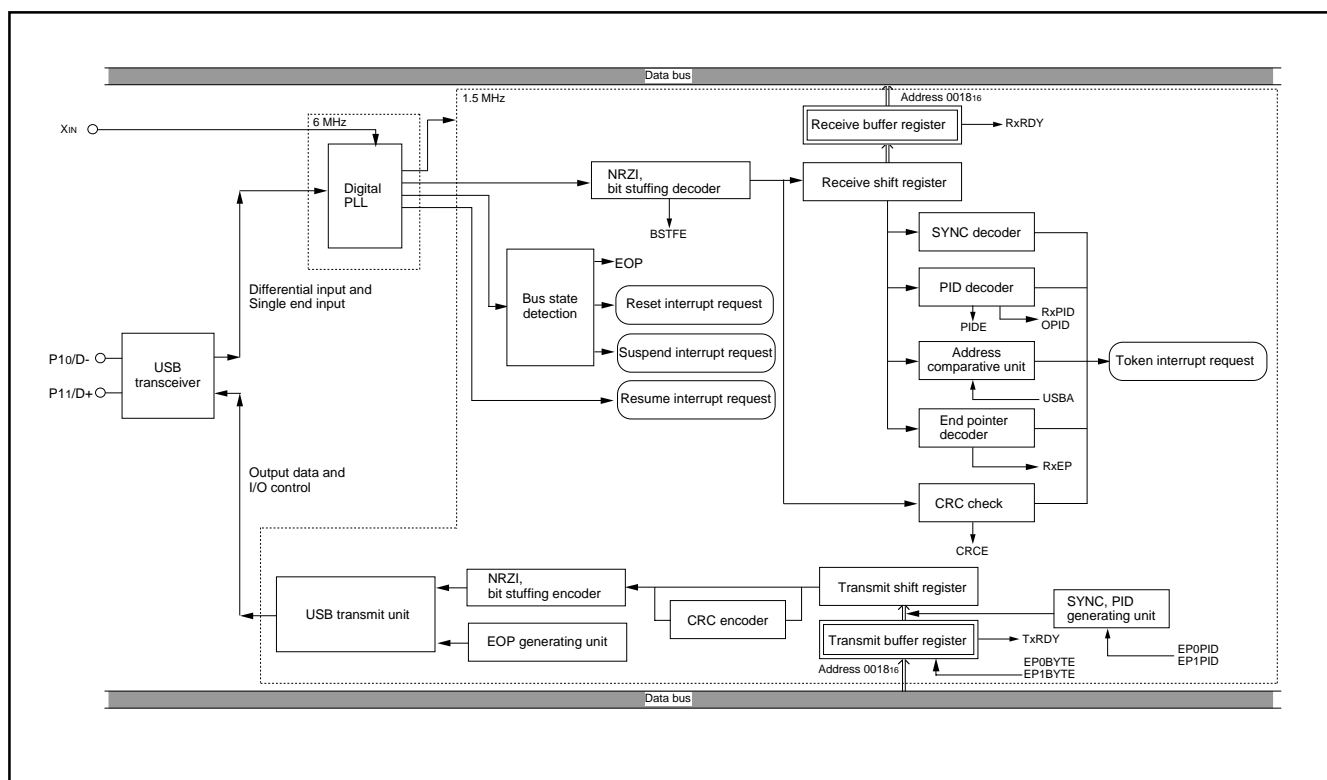 Data bus
1.5 MHz
Address 0018₁₆
XIN
6 MHz
Receive buffer register
RxRDY
Digital
PLL
NRZI,
bit stuffing decoder
Receive shift register
BSTFE
SYNC decoder
EOP
Bus state
detection
Reset interrupt request
PID decoder
RxPID
OPID
PIDE
Differential input and
Single end input
Suspend interrupt request
Address
comparative unit
Token interrupt request
P10/D-
USB
transceiver
P11/D+
Resume interrupt request
USBA
End pointer
decoder
RxEP
Output data and
I/O control
CRC check
CRCE
NRZI,
bit stuffing encoder
Transmit shift register
USB transmit unit
CRC encoder
SYNC, PID
generating unit
EOP generating unit
Transmit buffer register
TxRDY
EP0PID
EP1PID
Address 0018₁₆
EP0BYTE
EP1BYTE
Data bus